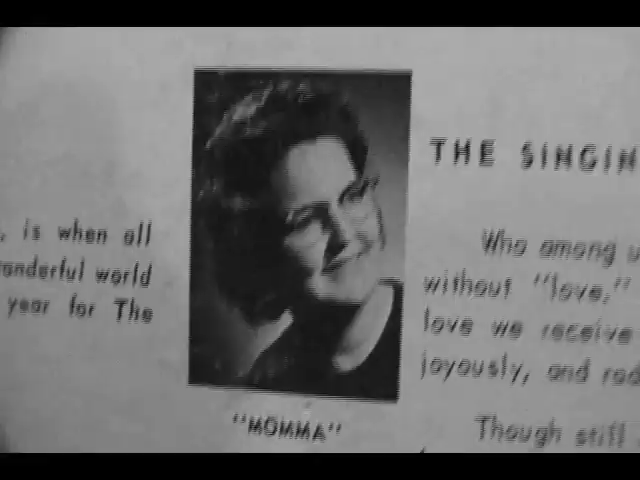 is when all
wonderful world
year for The
"MOMMA"
THE SINGIN
Who among u
without "love,"
love we receive
joyously, and rad
Though still